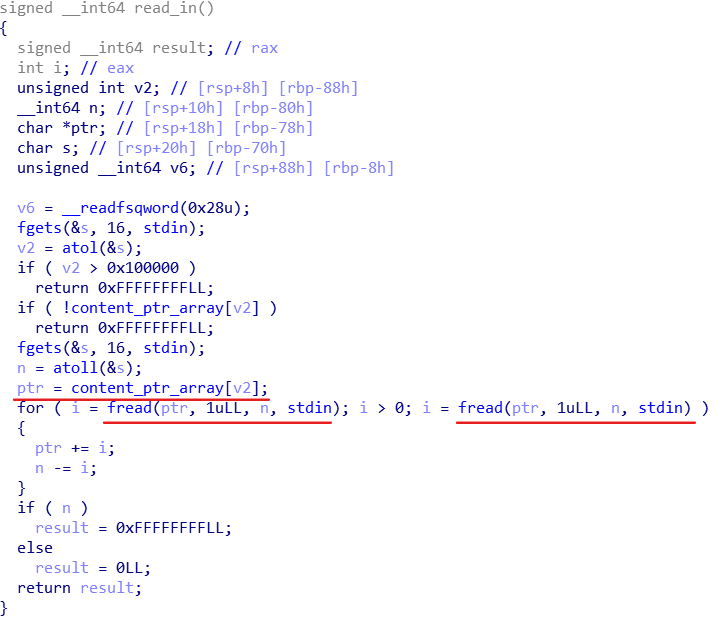 signed __int64 read_in()
{
  signed __int64 result; // rax
  int i; // eax
  unsigned int v2; // [rsp+8h] [rbp-88h]
  __int64 n; // [rsp+10h] [rbp-80h]
  char *ptr; // [rsp+18h] [rbp-78h]
  char s; // [rsp+20h] [rbp-70h]
  unsigned __int64 v6; // [rsp+88h] [rbp-8h]

  v6 = __readfsqword(0x28u);
  fgets(&s, 16, stdin);
  v2 = atol(&s);
  if ( v2 > 0x100000 )
    return 0xFFFFFFFFLL;
  if ( !content_ptr_array[v2] )
    return 0xFFFFFFFFLL;
  fgets(&s, 16, stdin);
  n = atoll(&s);
  ptr = content_ptr_array[v2];
  for ( i = fread(ptr, 1uLL, n, stdin); i > 0; i = fread(ptr, 1uLL, n, stdin) )
  {
    ptr += i;
    n -= i;
  }
  if ( n )
    result = 0xFFFFFFFFLL;
  else
    result = 0LL;
  return result;
}